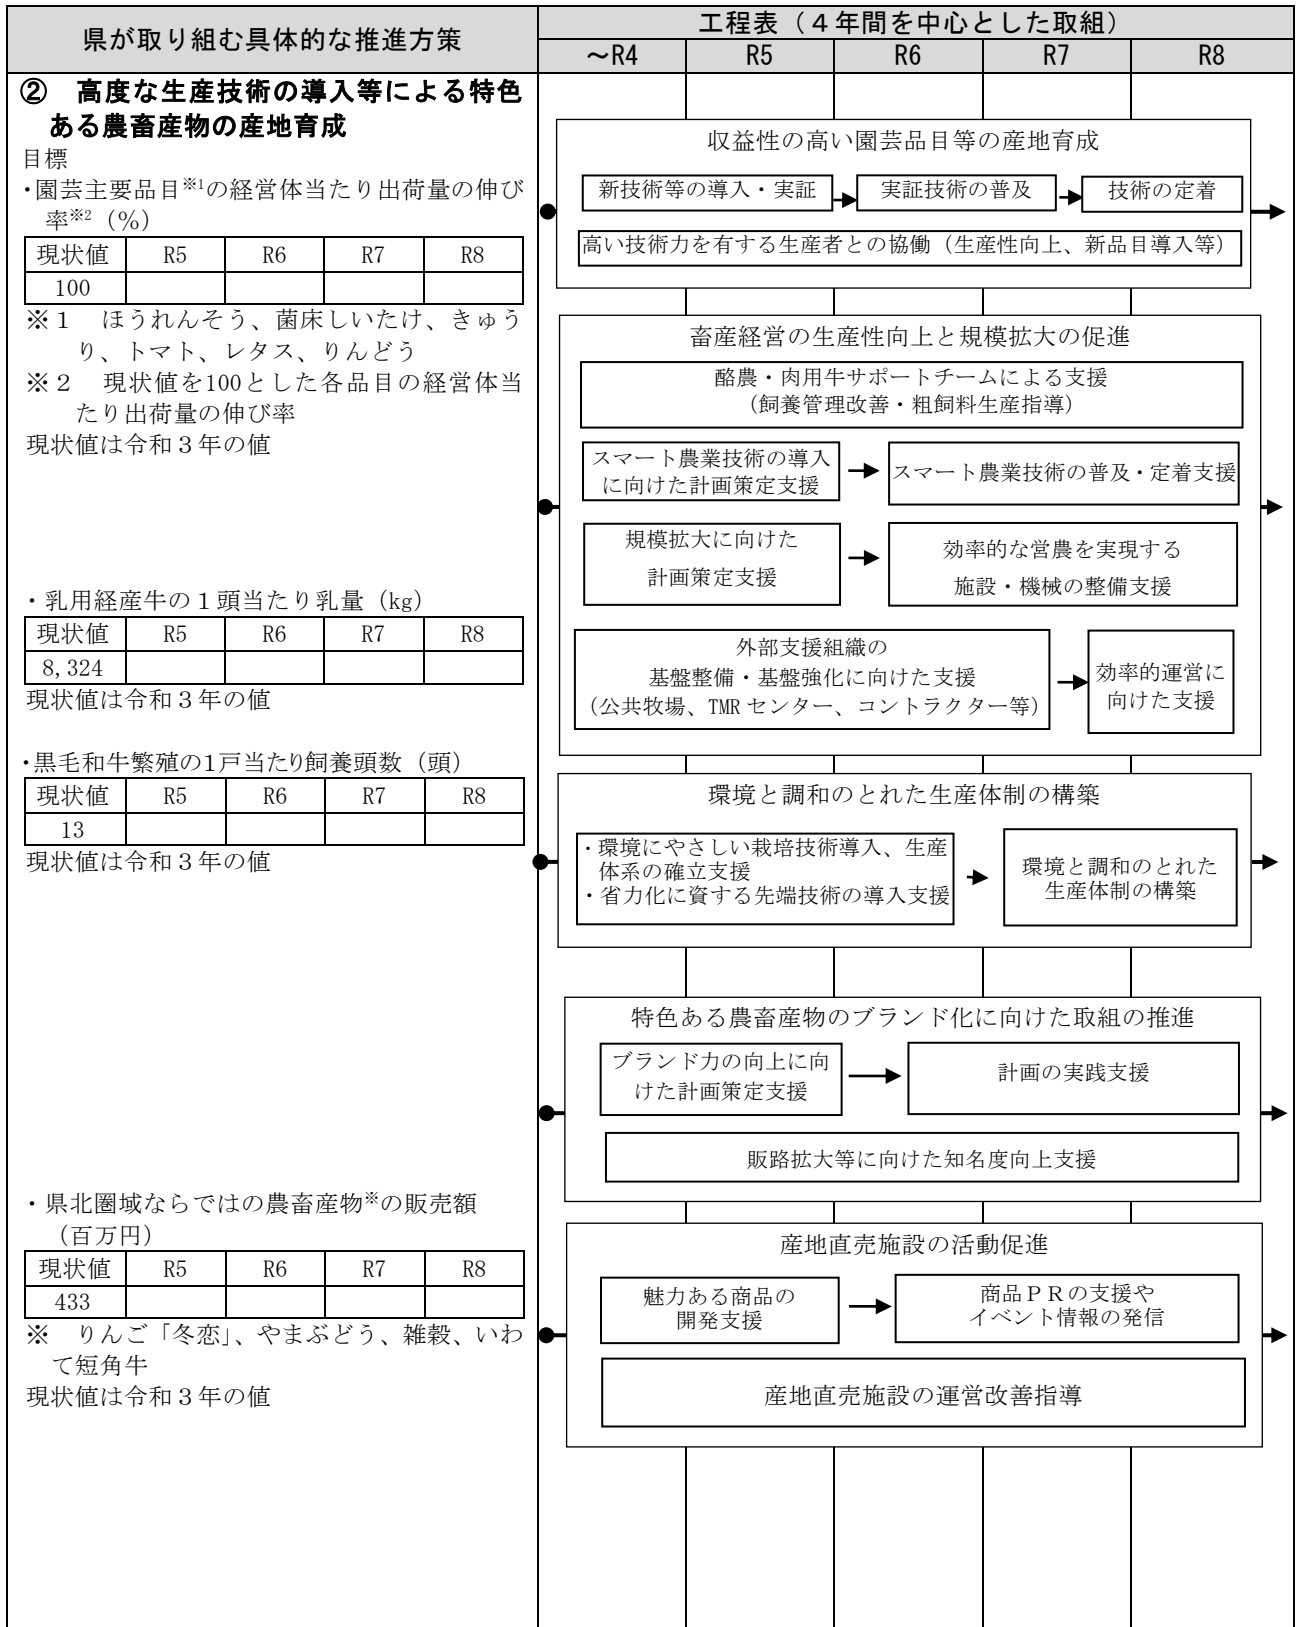 県が取り組む具体的な推進方策
工程表（４年間を中心とした取組）
～R4 R5 R6 R7 R8
② 高度な生産技術の導入等による特色
ある農畜産物の産地育成
目標
・園芸主要品目※1の経営体当たり出荷量の伸び
率※2（％）
現状値 R5 R6 R7 R8
100
※１ ほうれんそう、菌床しいたけ、きゅう
り、トマト、レタス、りんどう
※２ 現状値を100とした各品目の経営体当
たり出荷量の伸び率
現状値は令和３年の値
・乳用経産牛の１頭当たり乳量（kg）
現状値 R5 R6 R7 R8
8,324
現状値は令和３年の値
・黒毛和牛繁殖の1戸当たり飼養頭数（頭）
現状値 R5 R6 R7 R8
13
現状値は令和３年の値
・県北圏域ならではの農畜産物※の販売額
（百万円）
現状値 R5 R6 R7 R8
433
※ りんご「冬恋」、やまぶどう、雑穀、いわ
て短角牛
現状値は令和３年の値
収益性の高い園芸品目等の産地育成
新技術等の導入・実証
実証技術の普及
技術の定着
高い技術力を有する生産者との協働（生産性向上、新品目導入等）
畜産経営の生産性向上と規模拡大の促進
酪農・肉用牛サポートチームによる支援
（飼養管理改善・粗飼料生産指導）
スマート農業技術の導入
に向けた計画策定支援
スマート農業技術の普及・定着支援
規模拡大に向けた
計画策定支援
効率的な営農を実現する
施設・機械の整備支援
外部支援組織の
基盤整備・基盤強化に向けた支援
（公共牧場、TMR センター、コントラクター等）
効率的運営に
向けた支援
環境と調和のとれた生産体制の構築
・環境にやさしい栽培技術導入、生産
体系の確立支援
・省力化に資する先端技術の導入支援
環境と調和のとれた
生産体制の構築
特色ある農畜産物のブランド化に向けた取組の推進
ブランド力の向上に向
けた計画策定支援
計画の実践支援
販路拡大等に向けた知名度向上支援
産地直売施設の活動促進
魅力ある商品の
開発支援
商品ＰＲの支援や
イベント情報の発信
産地直売施設の運営改善指導